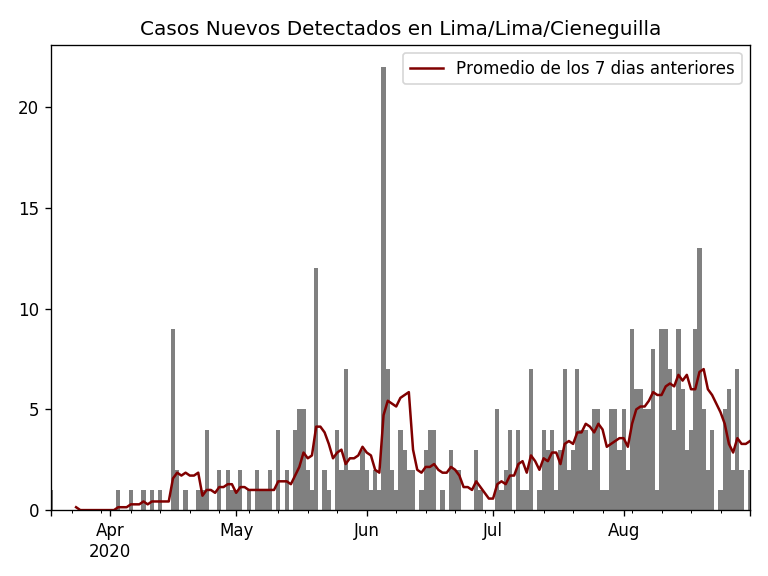 Casos Nuevos Detectados en Lima/Lima/Cieneguilla
Promedio de los 7 dias anteriores
20
15
10
5
0
Apr
2020
May
Jun
Jul
Aug